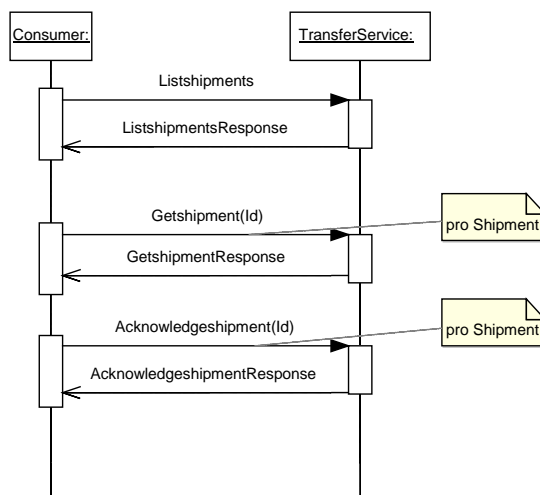 Consumer:
TransferService:
Listshipments
ListshipmentsResponse
Getshipment(Id)
pro Shipment
GetshipmentResponse
Acknowledgeshipment(Id)
pro Shipment
AcknowledgeshipmentResponse